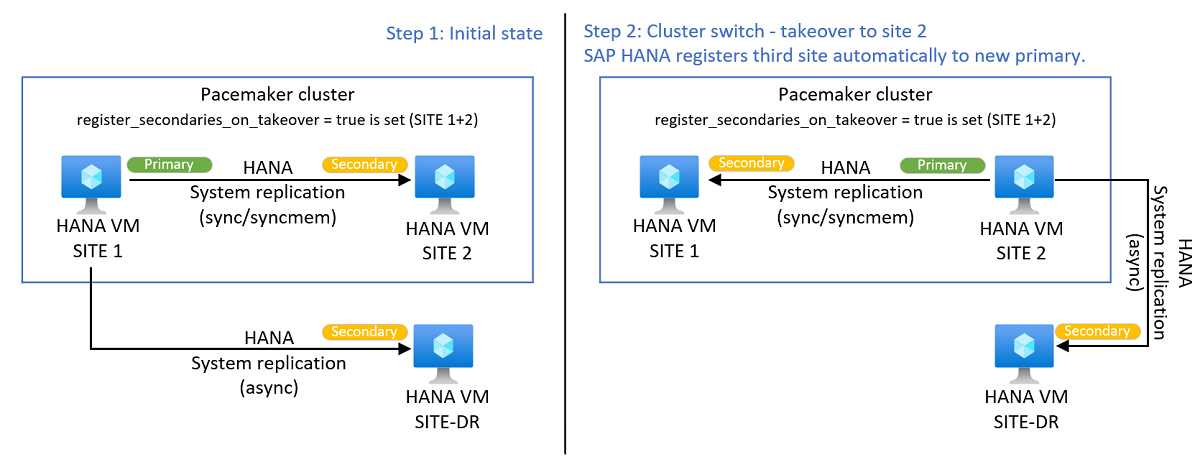 Step 1: Initial state
Pacemaker cluster
register_secondaries_on_takeover = true is set (SITE 1+2)
Primary
HANA
Secondary
System replication
(sync/syncmem)
HANA VM
SITE 1
HANA VM
SITE 2
HANA
Secondary
System replication
(async)
HANA VM
SITE-DR
Step 2: Cluster switch - takeover to site 2
SAP HANA registers third site automatically to new primary.
Pacemaker cluster
register_secondaries_on_takeover = true is set (SITE 1+2)
Secondary
HANA
Primary
System replication
(sync/syncmem)
HANA VM
SITE 1
HANA VM
SITE 2
HANA
System replication
(async)
Secondary
HANA VM
SITE-DR